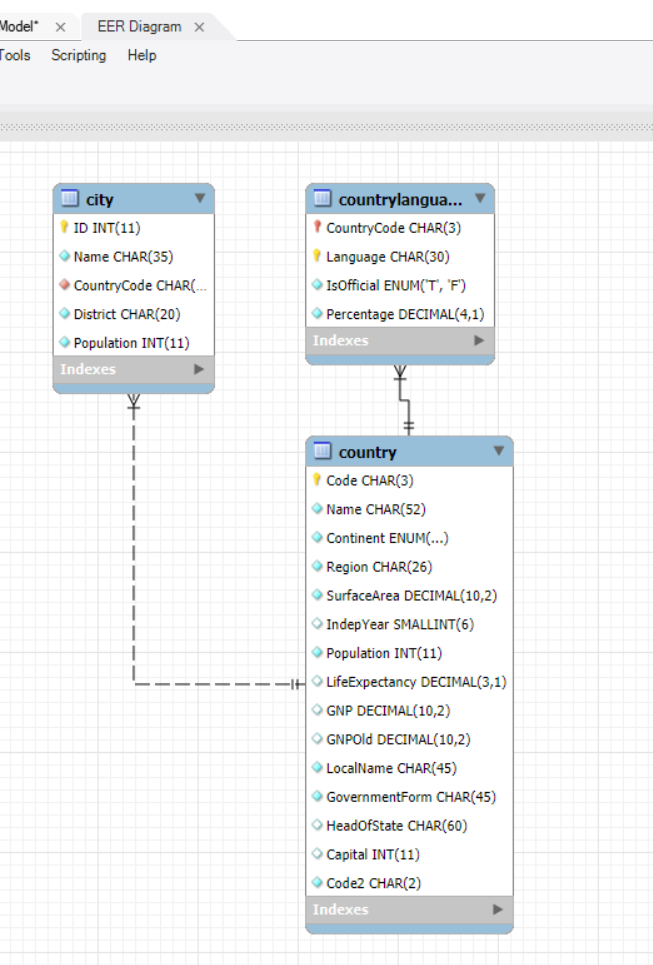 Model* × EER Diagram ×
Tools Scripting Help
city
ID INT(11)
Name CHAR(35)
CountryCode CHAR(...
District CHAR(20)
Population INT(11)
Indexes
countrylangua...
CountryCode CHAR(3)
Language CHAR(30)
IsOfficial ENUM('T', 'F')
Percentage DECIMAL(4,1)
Indexes
country
Code CHAR(3)
Name CHAR(52)
Continent ENUM(...)
Region CHAR(26)
SurfaceArea DECIMAL(10,2)
IndepYear SMALLINT(6)
Population INT(11)
LifeExpectancy DECIMAL(3,1)
GNP DECIMAL(10,2)
GNPOld DECIMAL(10,2)
LocalName CHAR(45)
GovernmentForm CHAR(45)
HeadOfState CHAR(60)
Capital INT(11)
Code2 CHAR(2)
Indexes